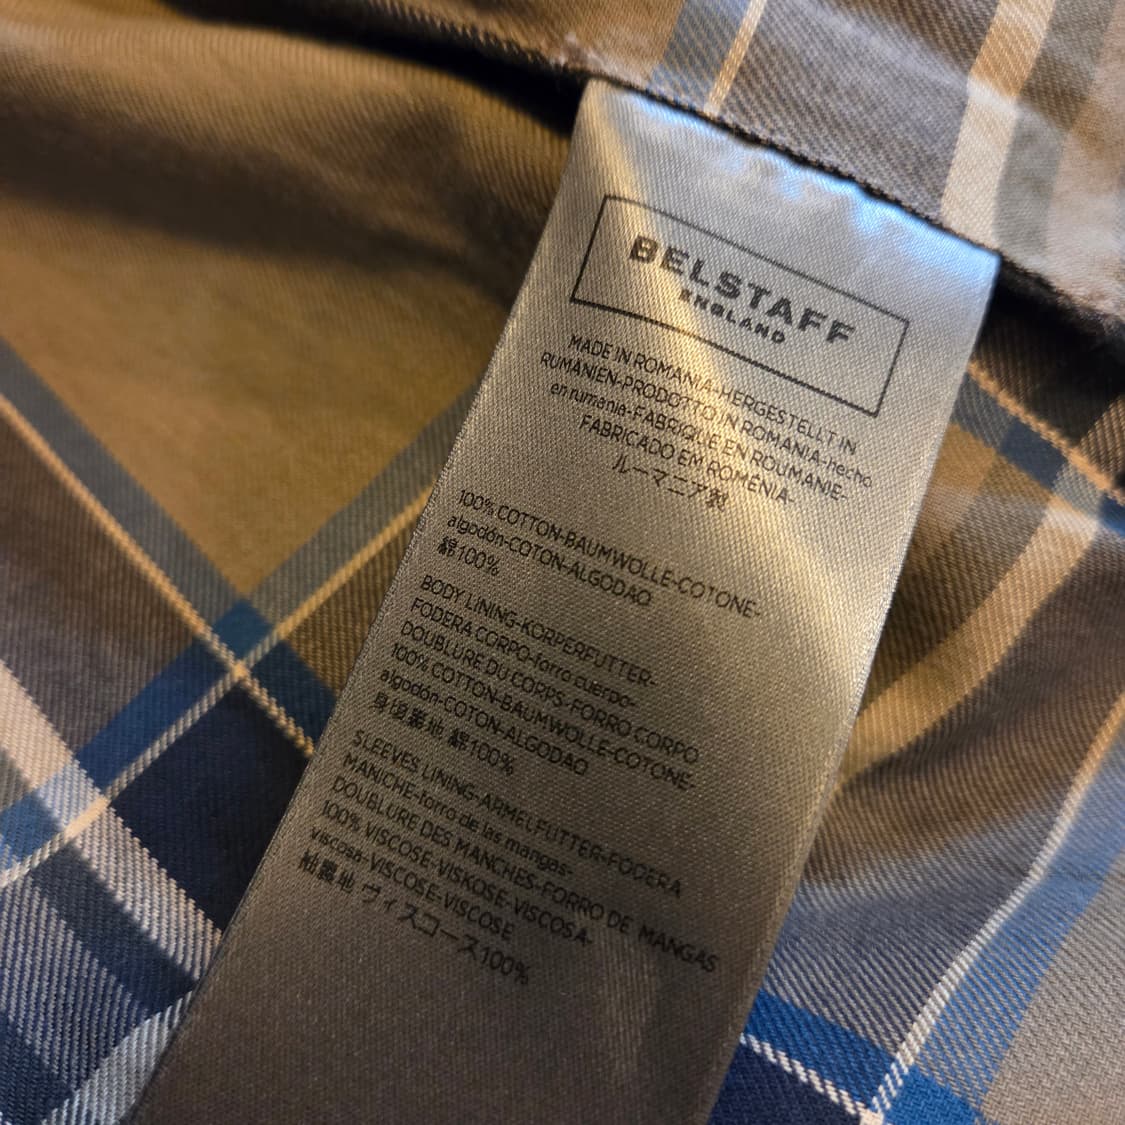 BELSTAFF
ENGLAND
MADE IN ROMANIA-HERGESTELLT IN
RUMÄNIEN-PRODOTTO IN ROMANIA-hecho
en rumania-FABRIQUE EN ROUMANIE-
FABRICADO EM ROMÉNIA-
ルーマニア製
100% COTTON-BAUMWOLLE-COTONE-
algodón-COTON-ALGODAO
綿100%
BODY LINING-KORPERFUTTER-
FODERA CORPO-forro cuerpo-
DOUBLURE DU CORPS-FORRO CORPO
100% COTTON-BAUMWOLLE-COTONE-
algodón-COTON-ALGODAO
身頃裏地 綿100%
SLEEVES LINING-ARMELFUTTER-FODERA
MANICHE-forro de las mangas-
DOUBLURE DES MANCHES-FORRO DE MANGAS
100% VISCOSE-VISKOSE-VISCOSA-
viscosa-VISCOSE-VISCOSE
袖裏地 ヴィスコース100%